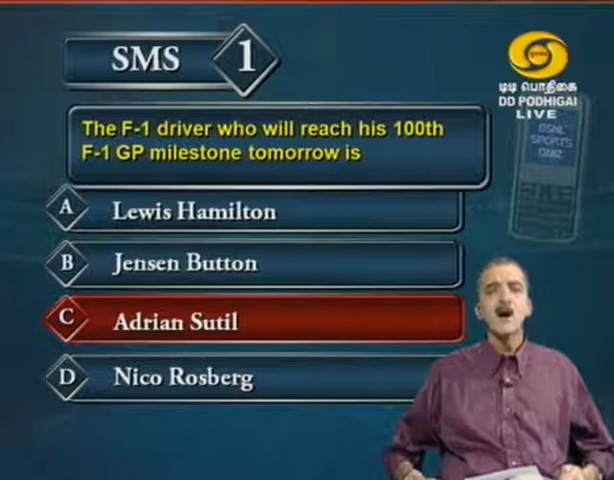 SMS 1
டிடி பொதிகை
DD PODHIGAI
LIVE
The F-1 driver who will reach his 100th
F-1 GP milestone tomorrow is
BSNL
SPORTS
QUIZ
A Lewis Hamilton
B Jensen Button
C Adrian Sutil
D Nico Rosberg